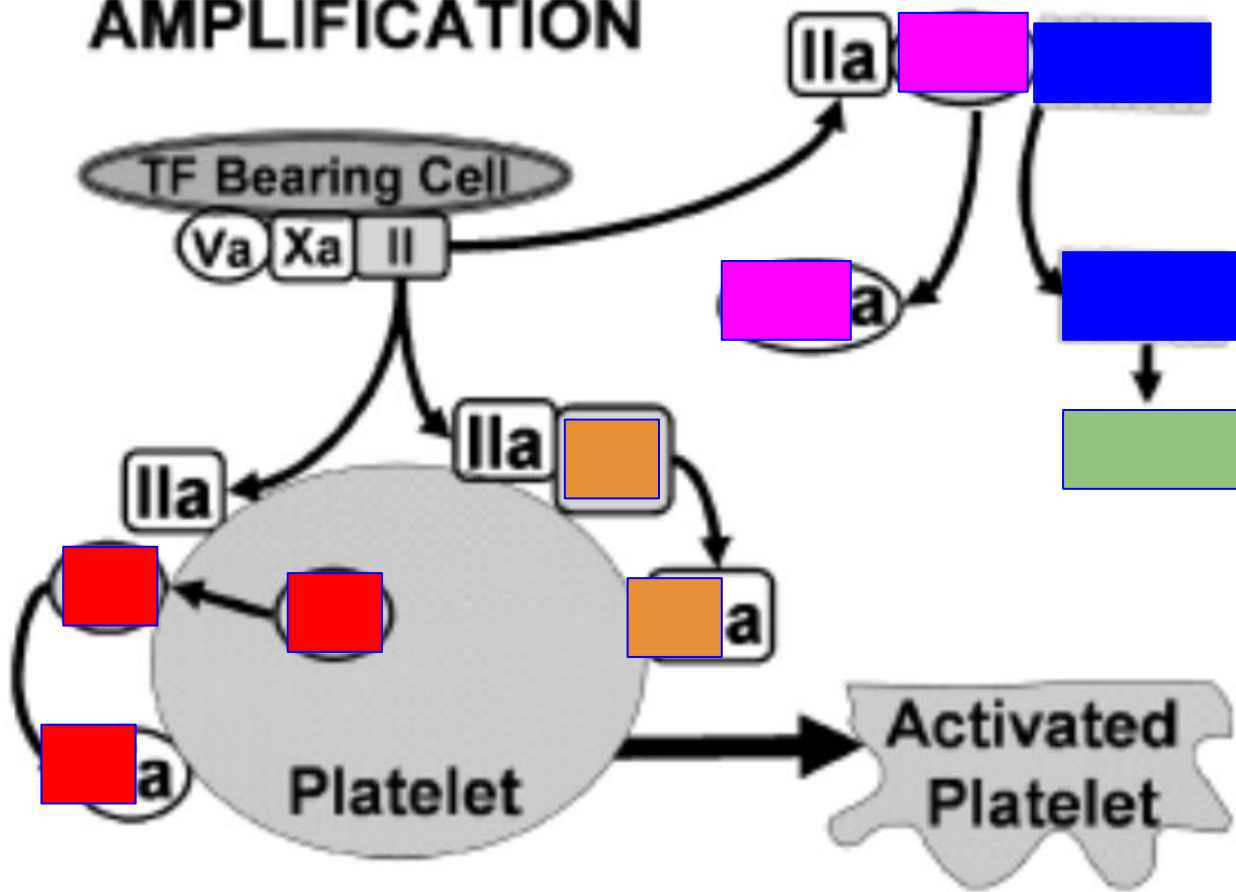 AMPLIFICATION
IIa
TF Bearing Cell
Va Xa II
a
IIa
IIa
a
a
Activated
Platelet
Platelet